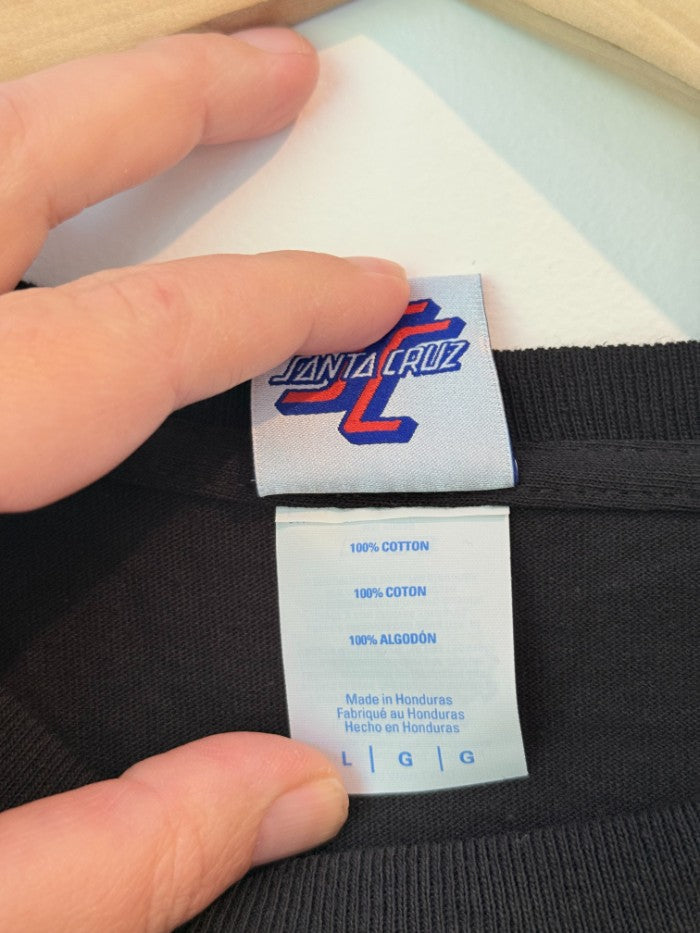 SANTA CRUZ
100% COTTON
100% COTON
100% ALGODÓN
Made in Honduras
Fabriqué au Honduras
Hecho en Honduras
L | G | G